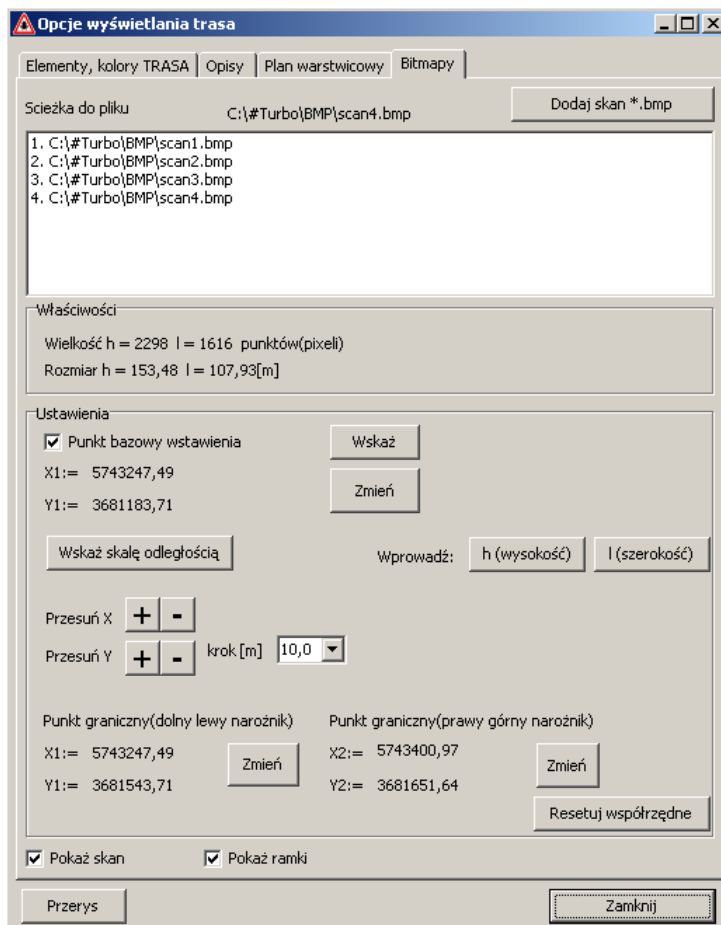 Opcje wyświetlania trasa
Elementy, kolory TRASA Opisy Plan warstwicowy Bitmapy
Scieżka do pliku C:\#Turbo\BMP\scan4.bmp Dodaj skan *.bmp
1. C:\#Turbo\BMP\scan1.bmp
2. C:\#Turbo\BMP\scan2.bmp
3. C:\#Turbo\BMP\scan3.bmp
4. C:\#Turbo\BMP\scan4.bmp
Właściwości
Wielkość h = 2298 l = 1616 punktów(pixeli)
Rozmiar h = 153,48 l = 107,93[m]
Ustawienia
Punkt bazowy wstawienia Wskaż
X1:= 5743247,49
Zmień
Y1:= 3681183,71
Wskaż skalę odległością Wprowadź: h (wysokość) l (szerokość)
Przesuń X + -
Przesuń Y + - krok [m] 10,0
Punkt graniczny(dolny lewy narożnik) Punkt graniczny(prawy górny narożnik)
X1:= 5743247,49 Zmień X2:= 5743400,97 Zmień
Y1:= 3681543,71 Y2:= 3681651,64
Resetuj współrzędne
Pokaż skan Pokaż ramki
Przerys Zamknij